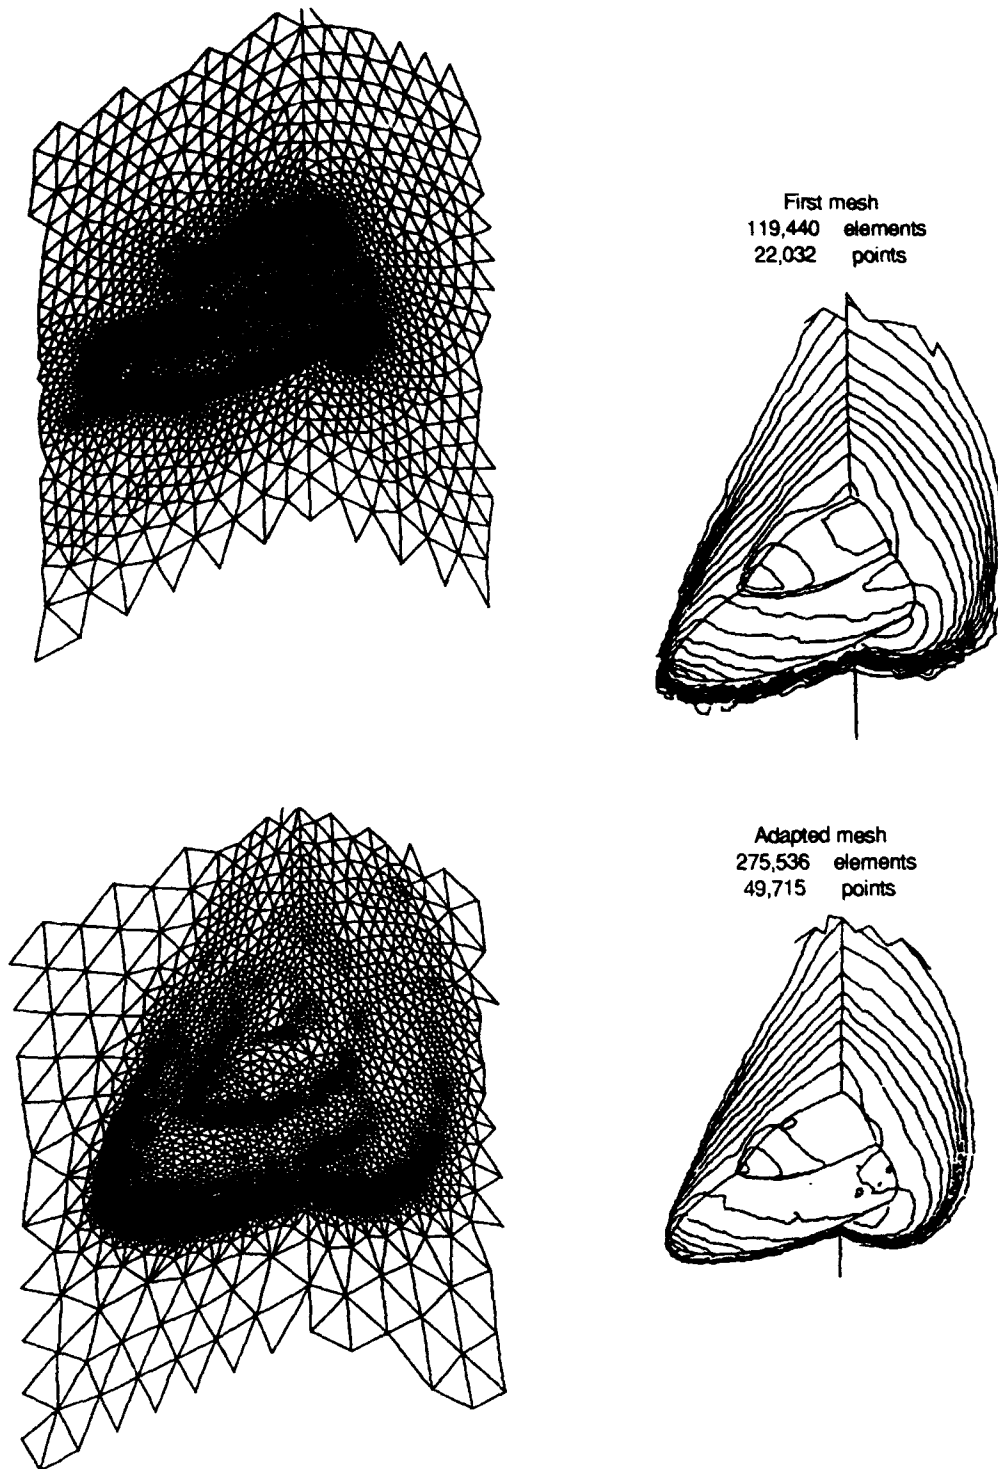 First mesh
119,440 elements
22,032 points
Adapted mesh
275,536 elements
49,715 points